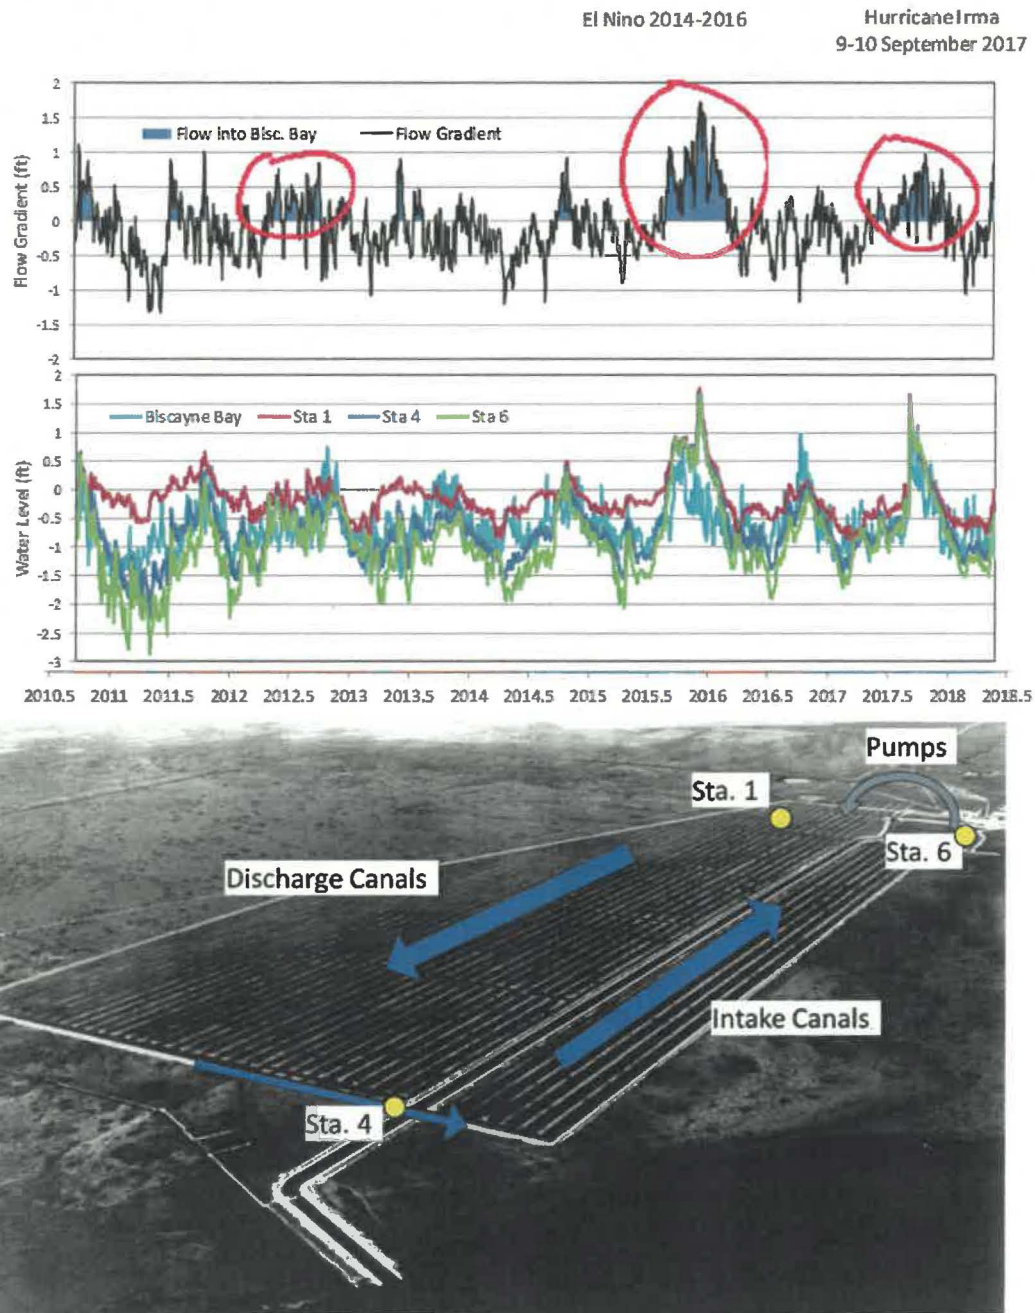 El Nino 2014-2016
Hurricane Irma
9-10 September 2017
2
1.5
1
0.5
0
-0.5
-1
-1.5
-2
Flow Gradient (ft)
Flow into Bisc. Bay
Flow Gradient
2
1.5
1
0.5
0
-0.5
-1
-1.5
-2
-2.5
-3
Water Level (ft)
Biscayne Bay
Sta 1
Sta 4
Sta 6
2010.5 2011 2011.5 2012 2012.5 2013 2013.5 2014 2014.5 2015 2015.5 2016 2016.5 2017 2017.5 2018 2018.5
Pumps
Sta. 1
Sta. 6
Discharge Canals
Intake Canals
Sta. 4